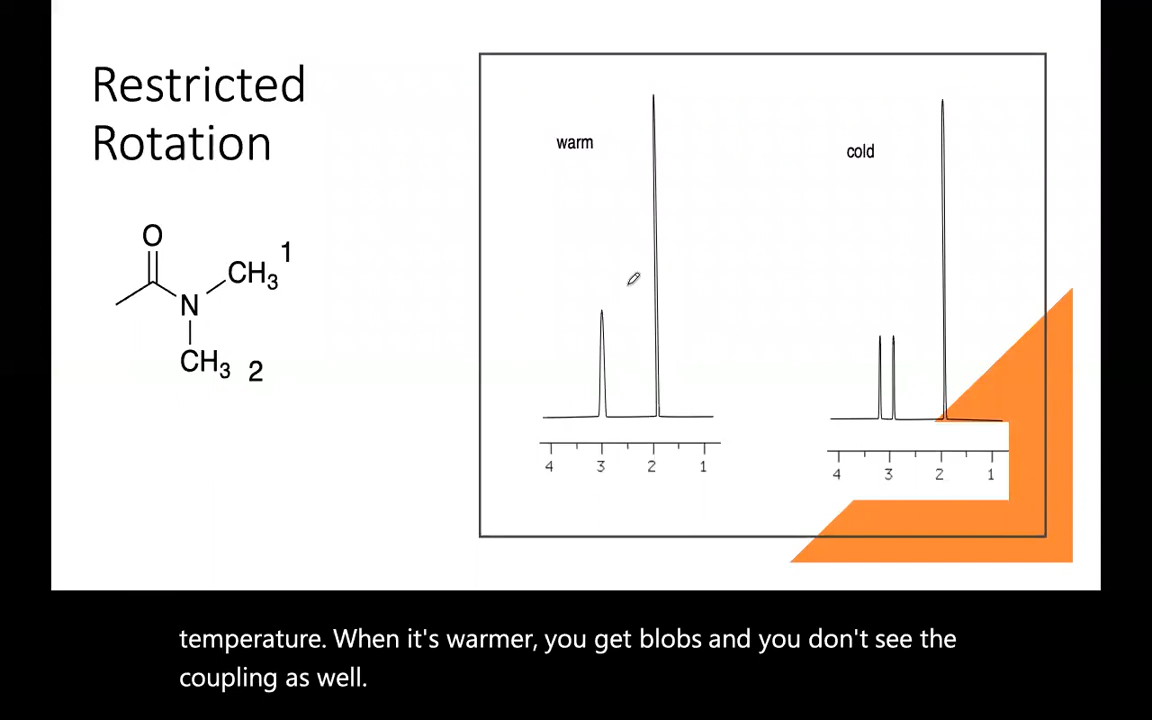 Restricted
Rotation
O
CH3 1
N
CH3 2
warm
cold
4 3 2 1
4 3 2 1
temperature. When it's warmer, you get blobs and you don't see the
coupling as well.